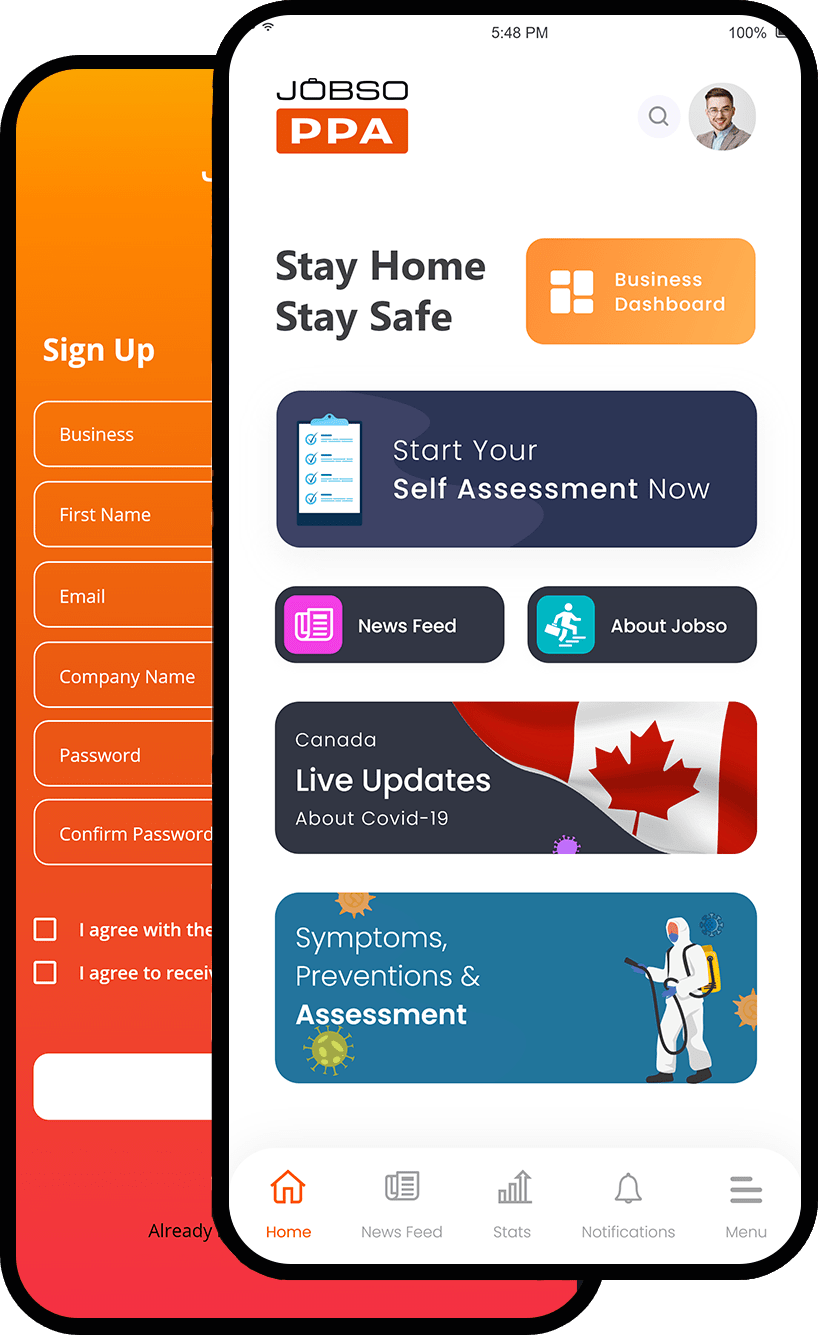 5:48 PM
100%
JOBSO
PPA
Stay Home
Stay Safe
Business
Dashboard
Start Your
Self Assessment Now
News Feed
About Jobso
Canada
Live Updates
About Covid-19
Symptoms,
Preventions &
Assessment
Home
News Feed
Stats
Notifications
Menu
Sign Up
Business
First Name
Email
Company Name
Password
Confirm Password
I agree with the
I agree to
Already